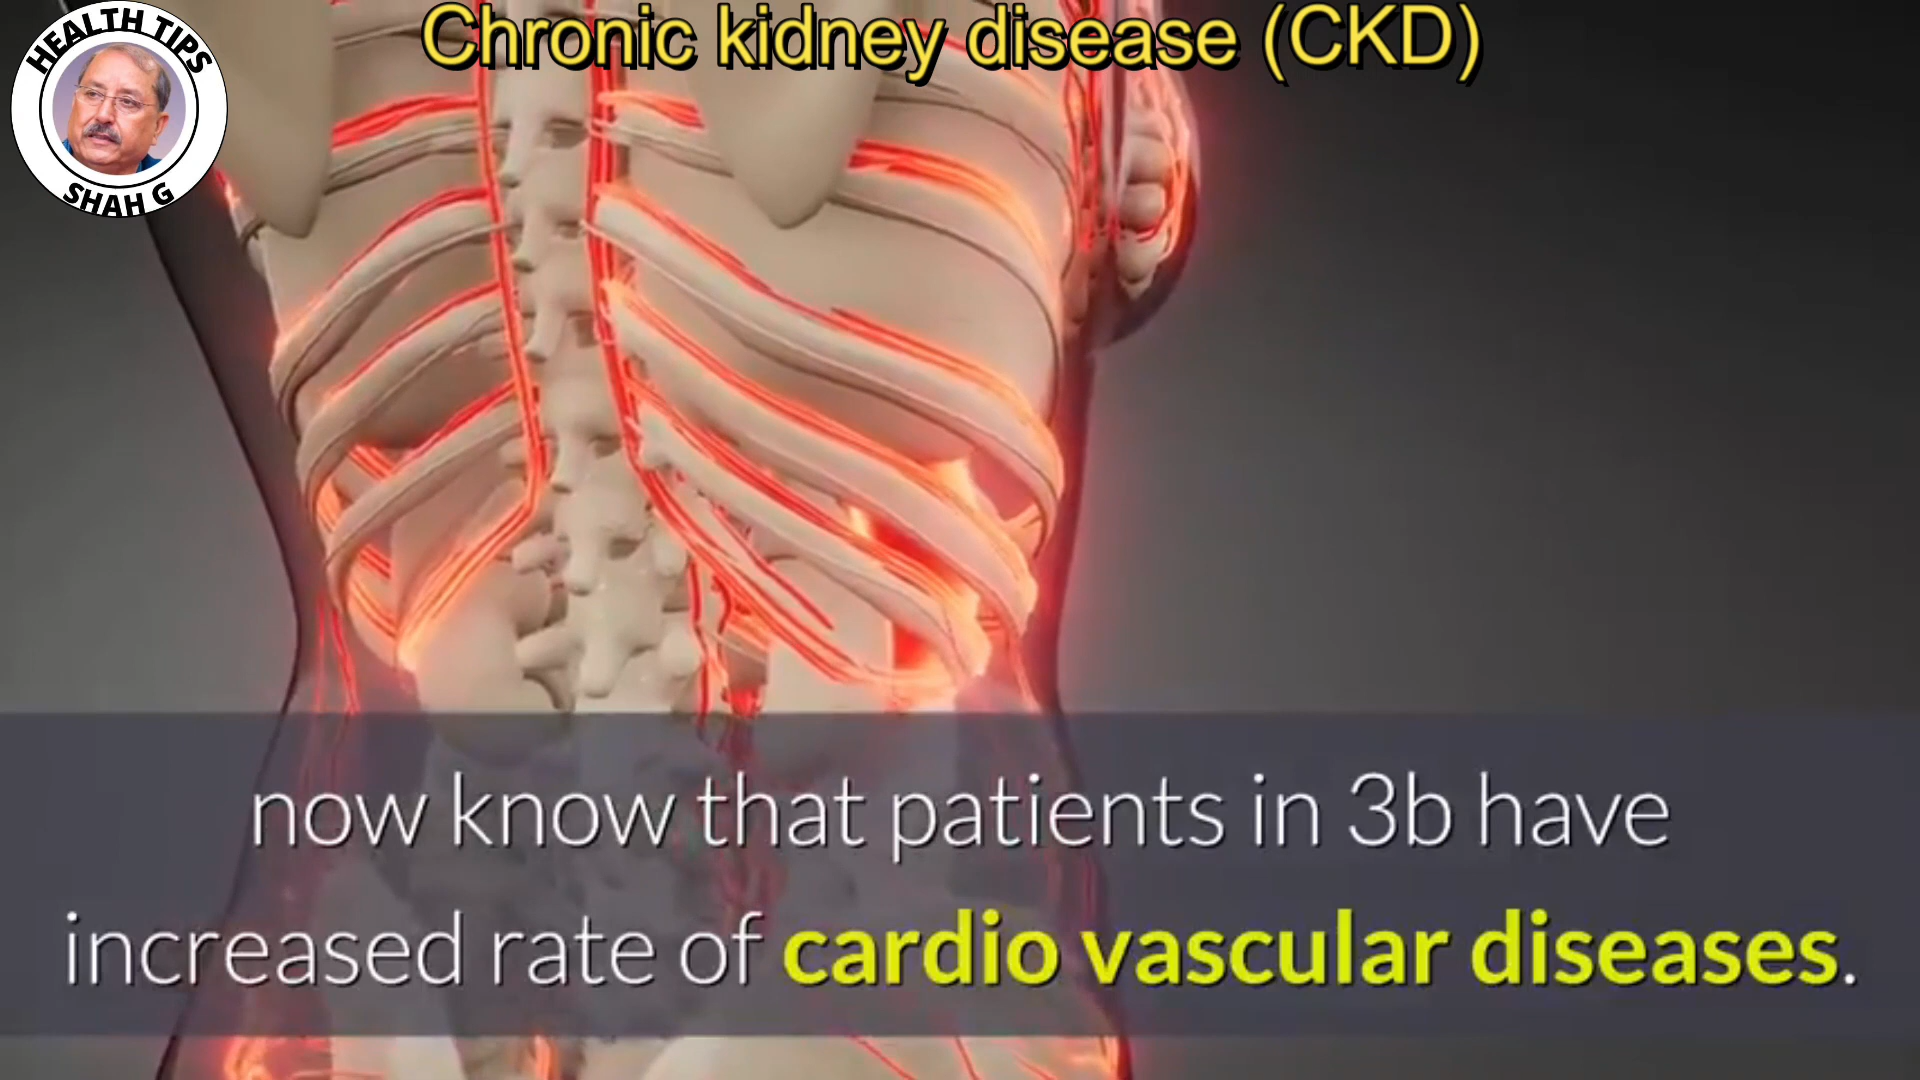 HEALTH TIPS
SHAH G
Chronic kidney disease (CKD)
now know that patients in 3b have
increased rate of cardio vascular diseases.